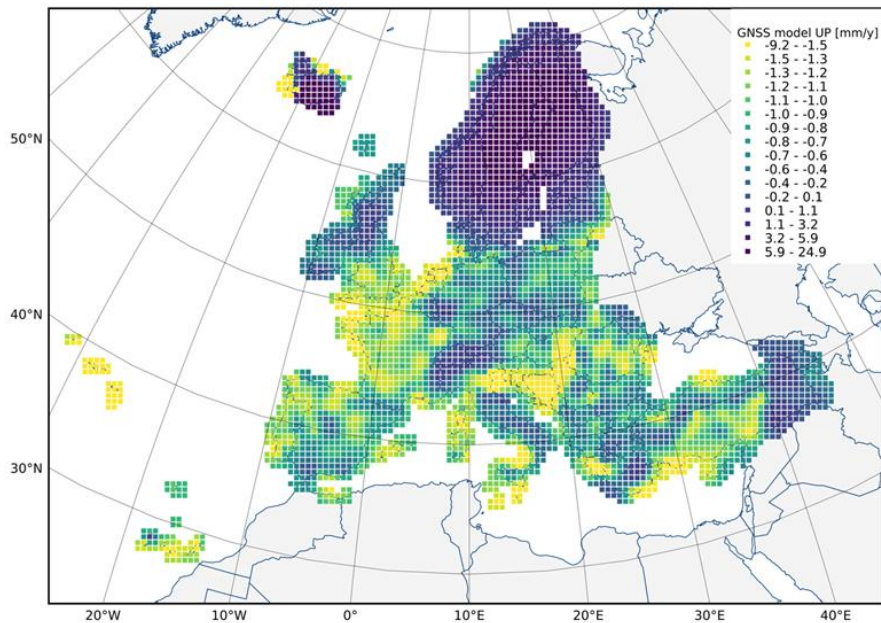 GNSS model UP [mm/y]
-9.2 - -1.5
-1.5 - -1.3
-1.3 - -1.2
-1.2 - -1.1
-1.1 - -1.0
-1.0 - -0.9
-0.9 - -0.8
-0.8 - -0.7
-0.7 - -0.6
-0.6 - -0.4
-0.4 - -0.2
-0.2 - 0.1
0.1 - 1.1
1.1 - 3.2
3.2 - 5.9
5.9 - 24.9
50°N
40°N
30°N
20°W 10°W 0° 10°E 20°E 30°E 40°E